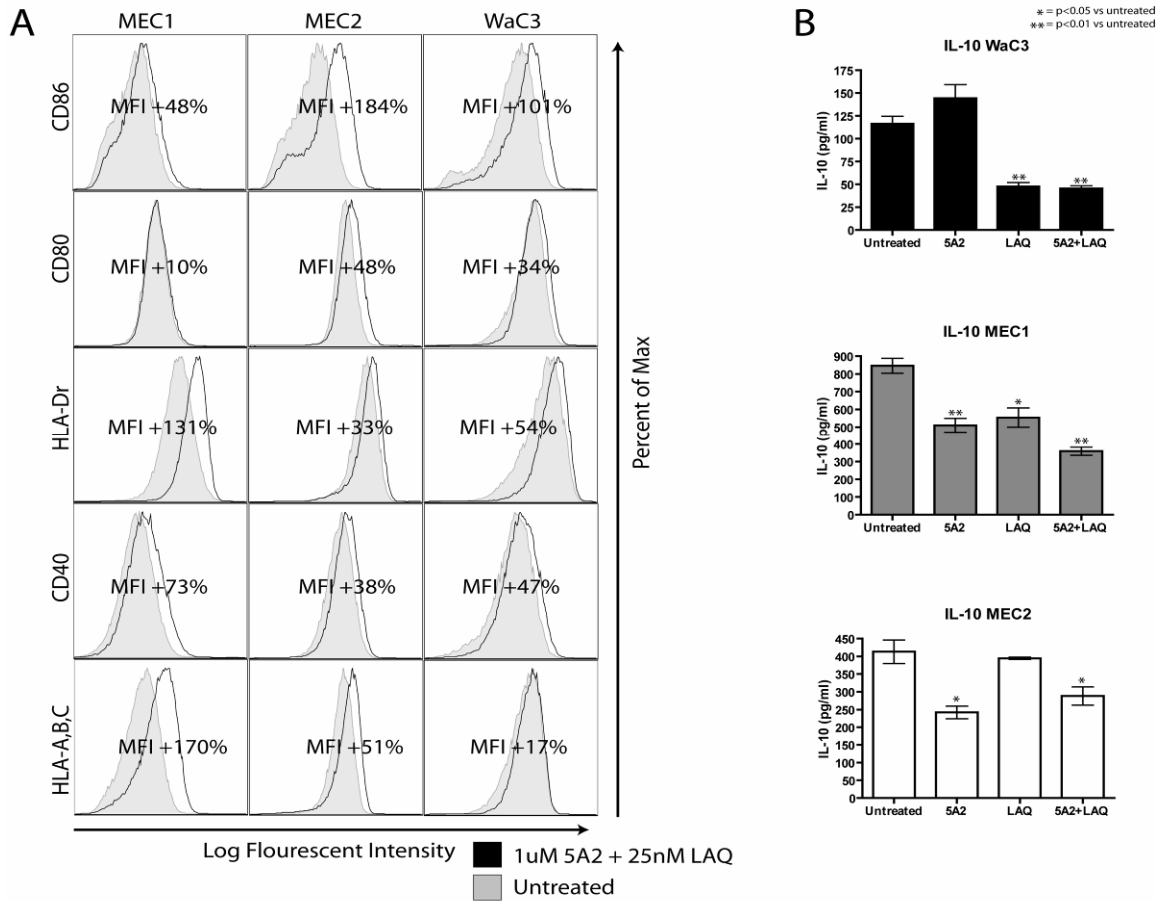 A
MEC1 MEC2 WaC3
CD86
MFI +48% MFI +184% MFI +101%
CD80
MFI +10% MFI +48% MFI +34%
HLA-Dr
MFI +131% MFI +33% MFI +54%
CD40
MFI +73% MFI +38% MFI +47%
HLA-A,B,C
MFI +170% MFI +51% MFI +17%
Percent of Max
Log Flourescent Intensity
1uM 5A2 + 25nM LAQ
Untreated
B
* = p<0.05 vs untreated
** = p<0.01 vs untreated
IL-10 WaC3
IL-10 (pg/ml)
175
150
125
100
75
50
25
0
** **
Untreated 5A2 LAQ 5A2+LAQ
IL-10 MEC1
IL-10 (pg/ml)
900
800
700
600
500
400
300
200
100
0
** * **
Untreated 5A2 LAQ 5A2+LAQ
IL-10 MEC2
IL-10 (pg/ml)
450
400
350
300
250
200
150
100
50
0
* *
Untreated 5A2 LAQ 5A2+LAQ